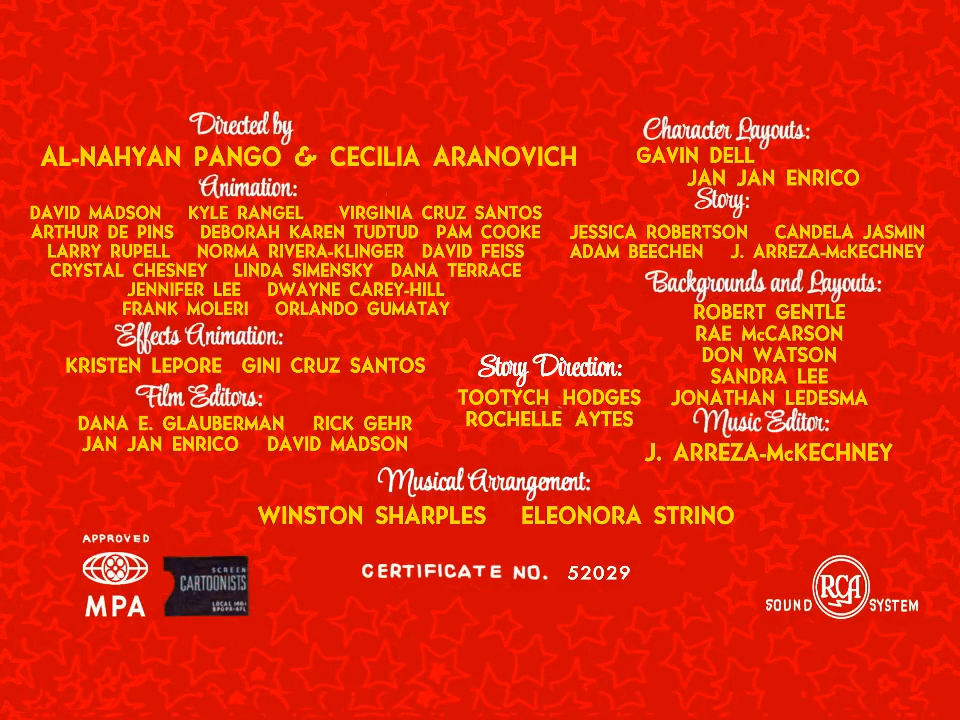 Directed by
AL-NAHYAN PANGO & CECILIA ARANOVICH
Animation:
DAVID MADSON KYLE RANGEL VIRGINIA CRUZ SANTOS
ARTHUR DE PINS DEBORAH KAREN TUDTUD PAM COOKE
LARRY RUPELL NORMA RIVERA-KLINGER DAVID FEISS
CRYSTAL CHESNEY LINDA SIMENSKY DANA TERRACE
JENNIFER LEE DWAYNE CAREY-HILL
FRANK MOLERI ORLANDO GUMATAY
Effects Animation:
KRISTEN LEPORE GINI CRUZ SANTOS
Film Editors:
DANA E. GLAUBERMAN RICK GEHR
JAN JAN ENRICO DAVID MADSON
Story Direction:
TOOTYCH HODGES
ROCHELLE AYTES
Character Layouts:
GAVIN DELL
JAN JAN ENRICO
Story:
JESSICA ROBERTSON CANDELA JASMIN
ADAM BEECHEN J. ARREZA-McKECHNEY
Backgrounds and Layouts:
ROBERT GENTLE
RAE McCARSON
DON WATSON
SANDRA LEE
JONATHAN LEDESMA
Music Editor:
J. ARREZA-McKECHNEY
Musical Arrangement:
WINSTON SHARPLES ELEONORA STRINO
APPROVED
MPA
SCREEN
CARTOONISTS
LOCAL
CERTIFICATE NO. 52029
SOUND RCA SYSTEM